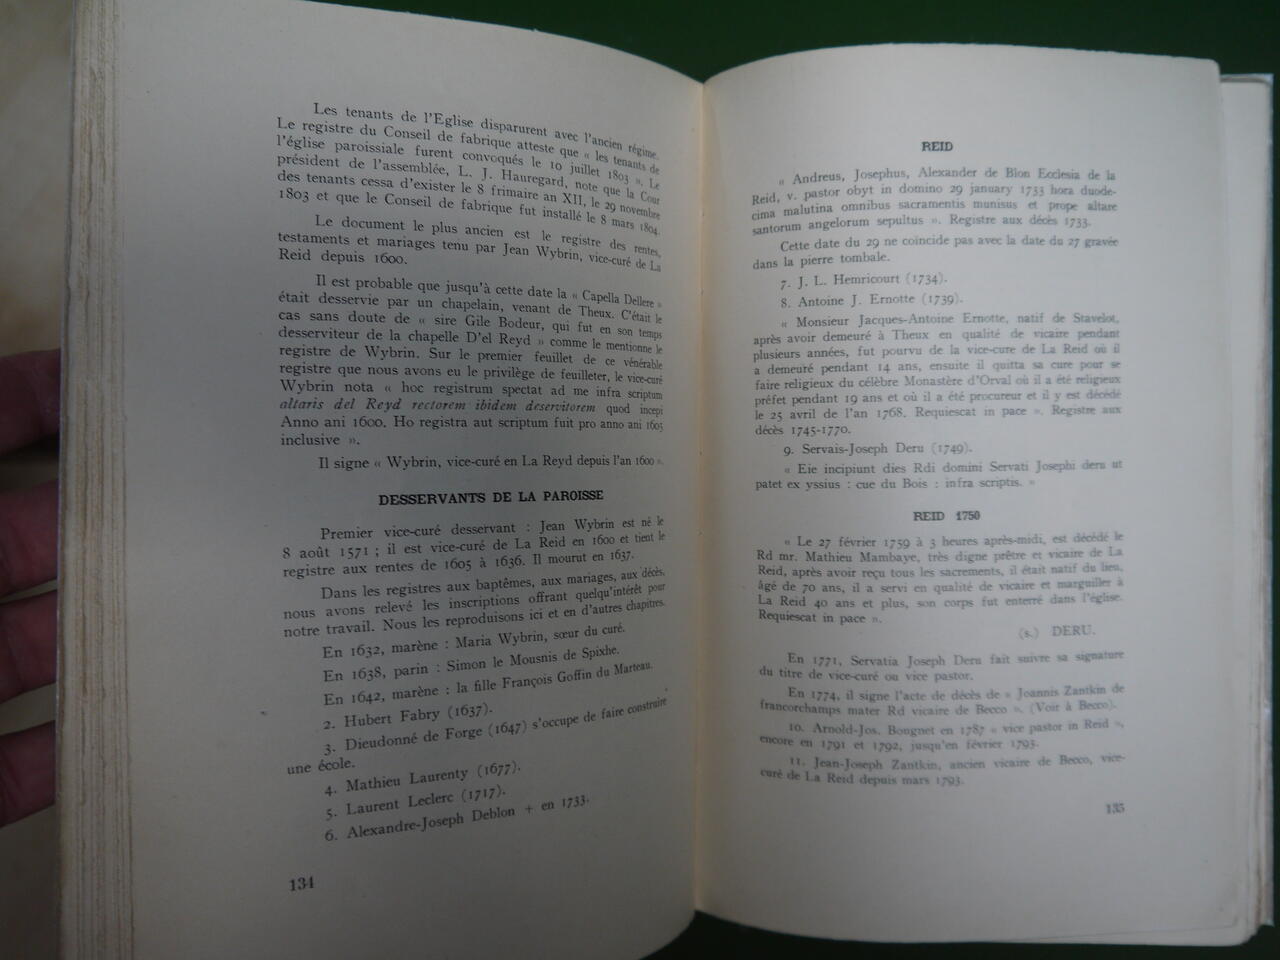 Les tenants de l'Eglise disparurent avec l'ancien régime.
Le registre du Conseil de fabrique atteste que « les tenants de
l'église paroissiale furent convoqués le 10 juillet 1803 ». Le
président de l'assemblée, L. J. Hauregard, note que la Cour
des tenants cessa d'exister le 8 frimaire an XII, le 29 novembre
1803 et que le Conseil de fabrique fut installé le 8 mars 1804.
Le document le plus ancien est le registre des rentes,
testaments et mariages tenu par Jean Wybrin, vice-curé de La
Reid depuis 1600.
Il est probable que jusqu'à cette date la « Capella Dellere »
était desservie par un chapelain, venant de Theux. C'était le
cas sans doute de « sire Gile Bodeur, qui fut en son temps
desserviteur de la chapelle D'el Reyd » comme le mentionne le
registre de Wybrin. Sur le premier feuillet de ce vénérable
registre que nous avons eu le privilège de feuilleter, le vice-curé
Wybrin nota « hoc registrum spectat ad me infra scriptum
altaris del Reyd rectorem ibidem deservitorem quod incepi
Anno ani 1600. Ho registra aut scriptum fuit pro anno ani 1605
inclusive ».
Il signe « Wybrin, vice-curé en La Reyd depuis l'an 1600 ».
DESSERVANTS DE LA PAROISSE
Premier vice-curé desservant : Jean Wybrin est né le
8 août 1571 ; il est vice-curé de La Reid en 1600 et tient le
registre aux rentes de 1605 à 1636. Il mourut en 1637.
Dans les registres aux baptêmes, aux mariages, aux décès,
nous avons relevé les inscriptions offrant quelqu'intérêt pour
notre travail. Nous les reproduisons ici et en d'autres chapitres.
En 1632, marène : Maria Wybrin, sœur du curé.
En 1638, parin : Simon le Mousnis de Spixhe.
En 1642, marène : la fille François Goffin du Marteau.
2. Hubert Fabry (1637).
3. Dieudonné de Forge (1647) s'occupe de faire construire
une école.
4. Mathieu Laurenty (1677).
5. Laurent Leclerc (1717).
6. Alexandre-Joseph Deblon + en 1733.
134
REID
« Andreus, Josephus, Alexander de Blon Ecclesia de la
Reid, v. pastor obyt in domino 29 january 1733 hora duode-
cima malutina omnibus sacramentis munisus et prope altare
santorum angelorum sepultus ». Registre aux décès 1733.
Cette date du 29 ne coïncide pas avec la date du 27 gravée
dans la pierre tombale.
7. J. L. Hemricourt (1734).
8. Antoine J. Ernotte (1739).
« Monsieur Jacques-Antoine Ernotte, natif de Stavelot,
après avoir demeuré à Theux en qualité de vicaire pendant
plusieurs années, fut pourvu de la vice-cure de La Reid où il
a demeuré pendant 14 ans, ensuite il quitta sa cure pour se
faire religieux du célèbre Monastère d'Orval où il a été religieux
préfet pendant 19 ans et où il a été procureur et il y est décédé
le 25 avril de l'an 1768. Requiescat in pace ». Registre aux
décès 1745-1770.
9. Servais-Joseph Deru (1749).
« Eie incipiunt dies Rdi domini Servati Josephi deru ut
patet ex yssius : cue du Bois : infra scriptis. »
REID 1750
« Le 27 février 1759 à 3 heures après-midi, est décédé le
Rd mr. Mathieu Mambaye, très digne prêtre et vicaire de La
Reid, après avoir reçu tous les sacrements, il était natif du lieu,
âgé de 70 ans, il a servi en qualité de vicaire et marguiller à
La Reid 40 ans et plus, son corps fut enterré dans l'église.
Requiescat in pace ».
(s.) DERU.
En 1771, Servatia Joseph Deru fait suivre sa signature
du titre de vice-curé ou vice pastor.
En 1774, il signe l'acte de décès de « Joannis Zantkin de
francorchamps mater Rd vicaire de Becco ». (Voir à Becco).
10. Arnold-Jos. Bougnet en 1787 « vice pastor in Reid »,
encore en 1791 et 1792, jusqu'en février 1793.
11. Jean-Joseph Zantkin, ancien vicaire de Becco, vice-
curé de La Reid depuis mars 1793.
135